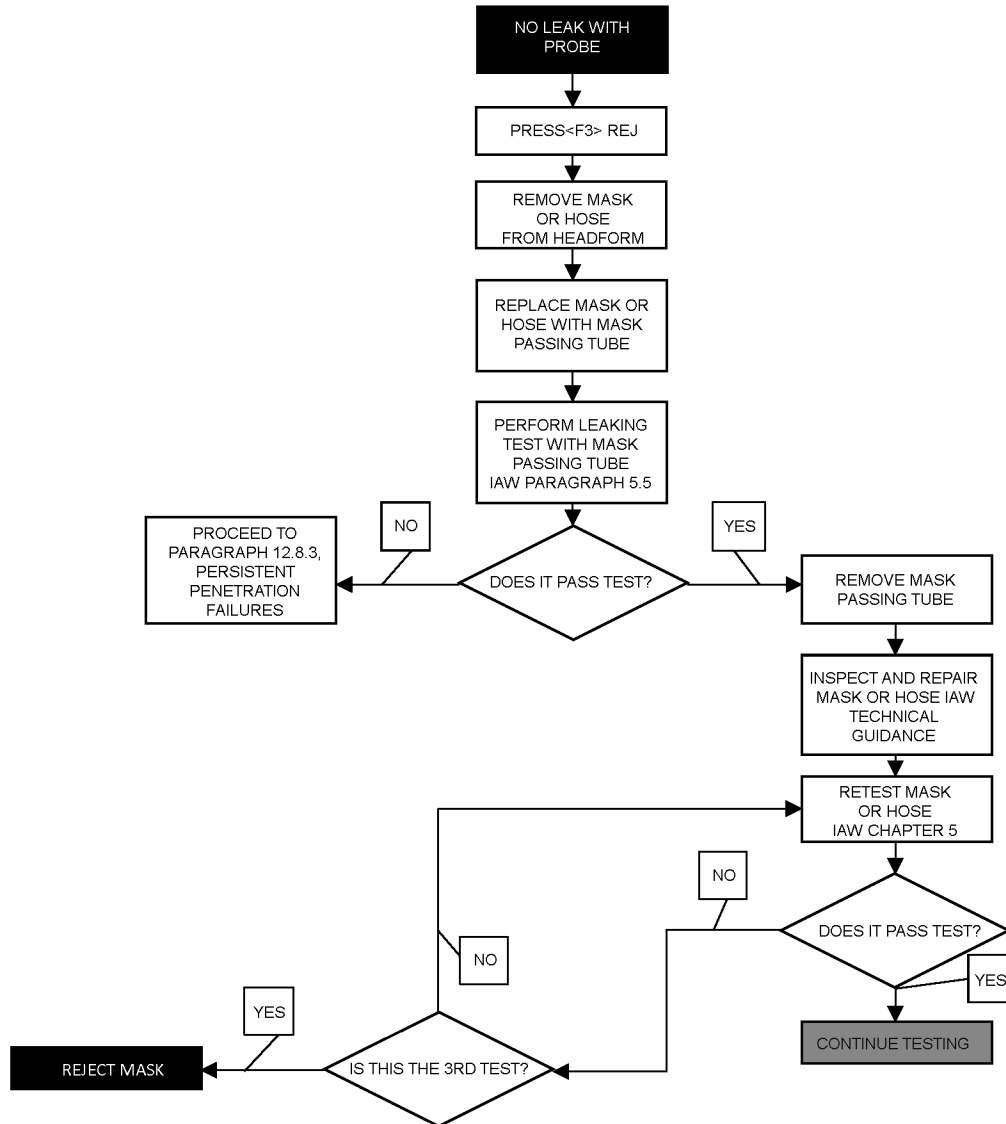 NO LEAK WITH
PROBE
PRESS<F3> REJ
REMOVE MASK
OR HOSE
FROM HEADFORM
REPLACE MASK OR
HOSE WITH MASK
PASSING TUBE
PERFORM LEAKING
TEST WITH MASK
PASSING TUBE
IAW PARAGRAPH 5.5
NO
YES
PROCEED TO
PARAGRAPH 12.8.3,
PERSISTENT
PENETRATION
FAILURES
DOES IT PASS TEST?
REMOVE MASK
PASSING TUBE
INSPECT AND REPAIR
MASK OR HOSE IAW
TECHNICAL
GUIDANCE
RETEST MASK
OR HOSE
IAW CHAPTER 5
NO
DOES IT PASS TEST?
NO
YES
YES
CONTINUE TESTING
IS THIS THE 3RD TEST?
REJECT MASK